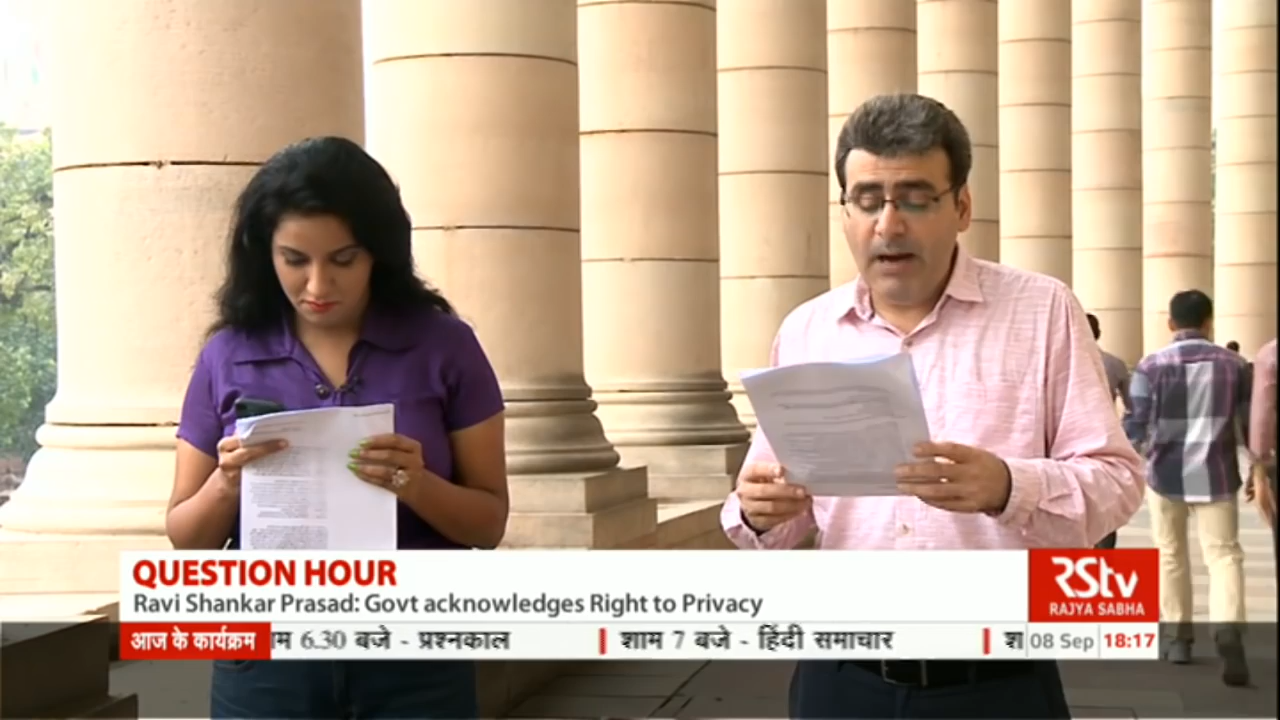 QUESTION HOUR
Ravi Shankar Prasad: Govt acknowledges Right to Privacy
RStv
RAJYA SABHA
आज के कार्यक्रम
म 6.30 बजे - प्रश्नकाल | शाम 7 बजे - हिंदी समाचार | श
08 Sep 18:17